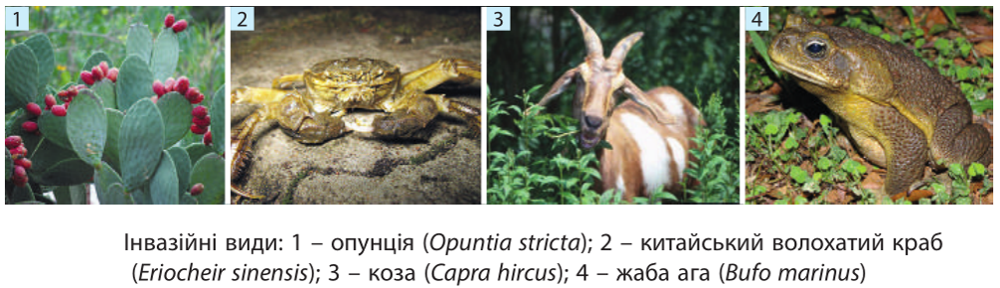 1
2
3
4
Інвазійні види: 1 – опунція (Opuntia stricta); 2 – китайський волохатий краб
(Eriocheir sinensis); 3 – коза (Capra hircus); 4 – жаба ага (Bufo marinus)